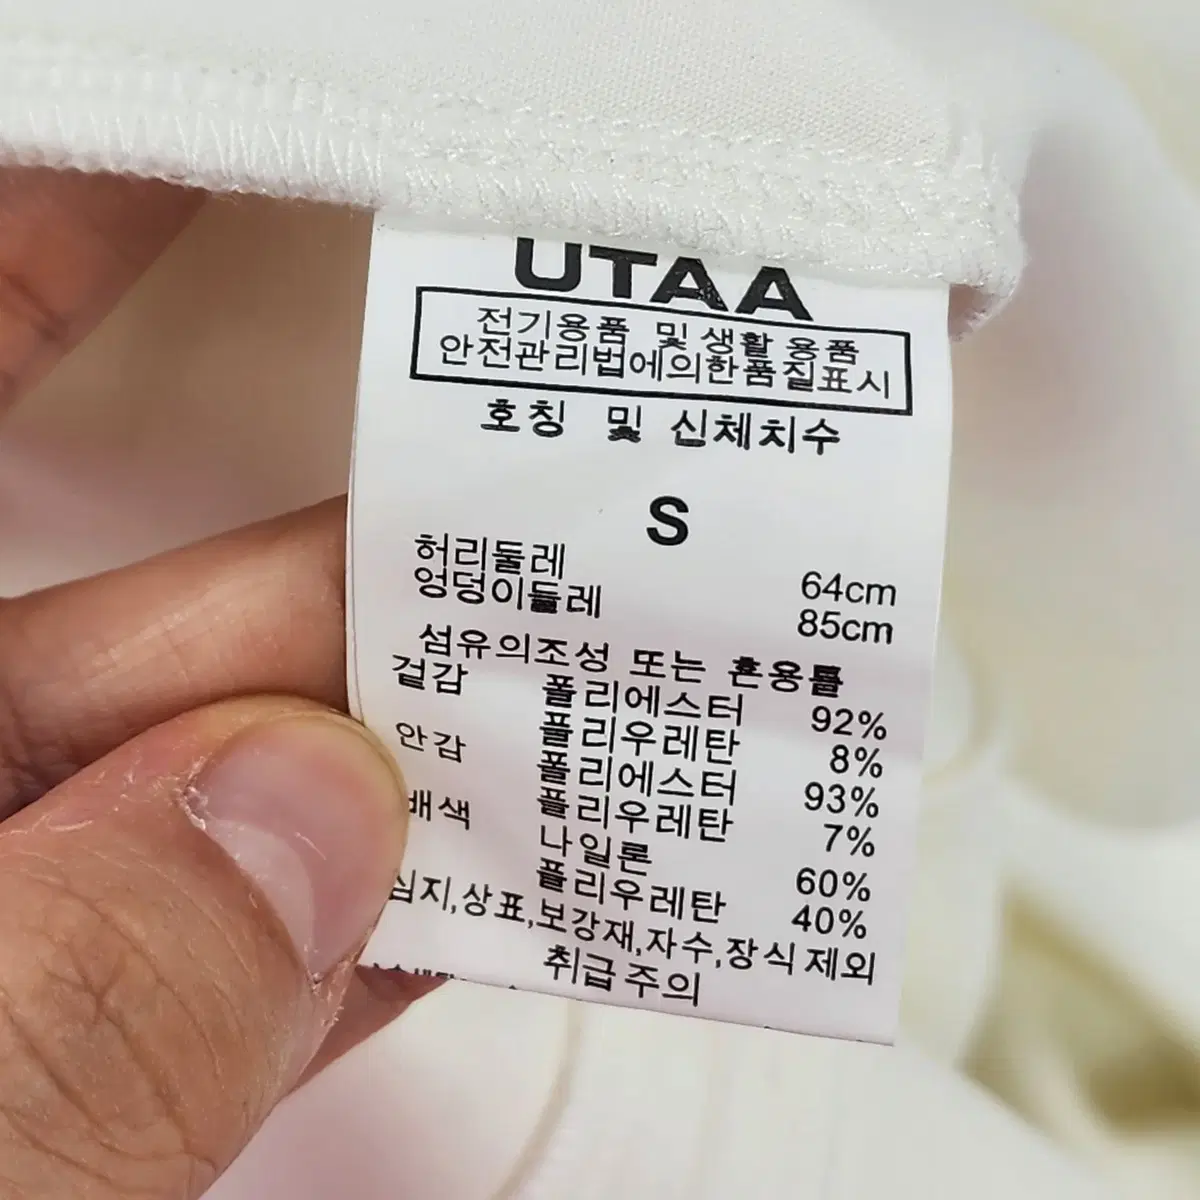 UTAA
전기용품 및 생활 용품
안전관리법에의한품질표시
호칭 및 신체치수
S
허리둘레 64cm
엉덩이둘레 85cm
섬유의조성 또는 혼용률
겉감 폴리에스터 92%
폴리우레탄 8%
안감 폴리에스터 93%
폴리우레탄 7%
배색 나일론 60%
폴리우레탄 40%
심지,상표,보강재,자수,장식제외
취급주의